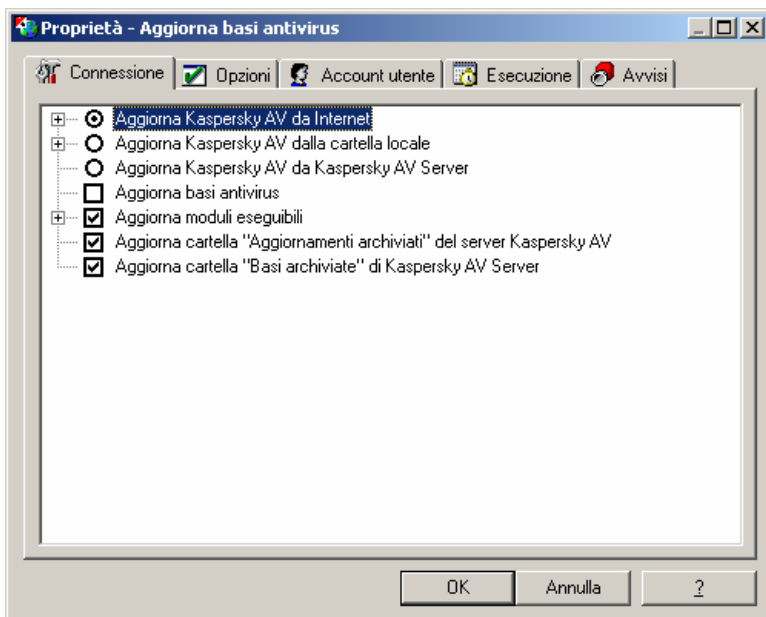 Proprietà - Aggiorna basi antivirus
Connessione Opzioni Account utente Esecuzione Avvisi
Aggiorna Kaspersky AV da Internet
Aggiorna Kaspersky AV dalla cartella locale
Aggiorna Kaspersky AV da Kaspersky AV Server
Aggiorna basi antivirus
Aggiorna moduli eseguibili
Aggiorna cartella "Aggiornamenti archiviati" del server Kaspersky AV
Aggiorna cartella "Basi archiviate" di Kaspersky AV Server
OK Annulla ?